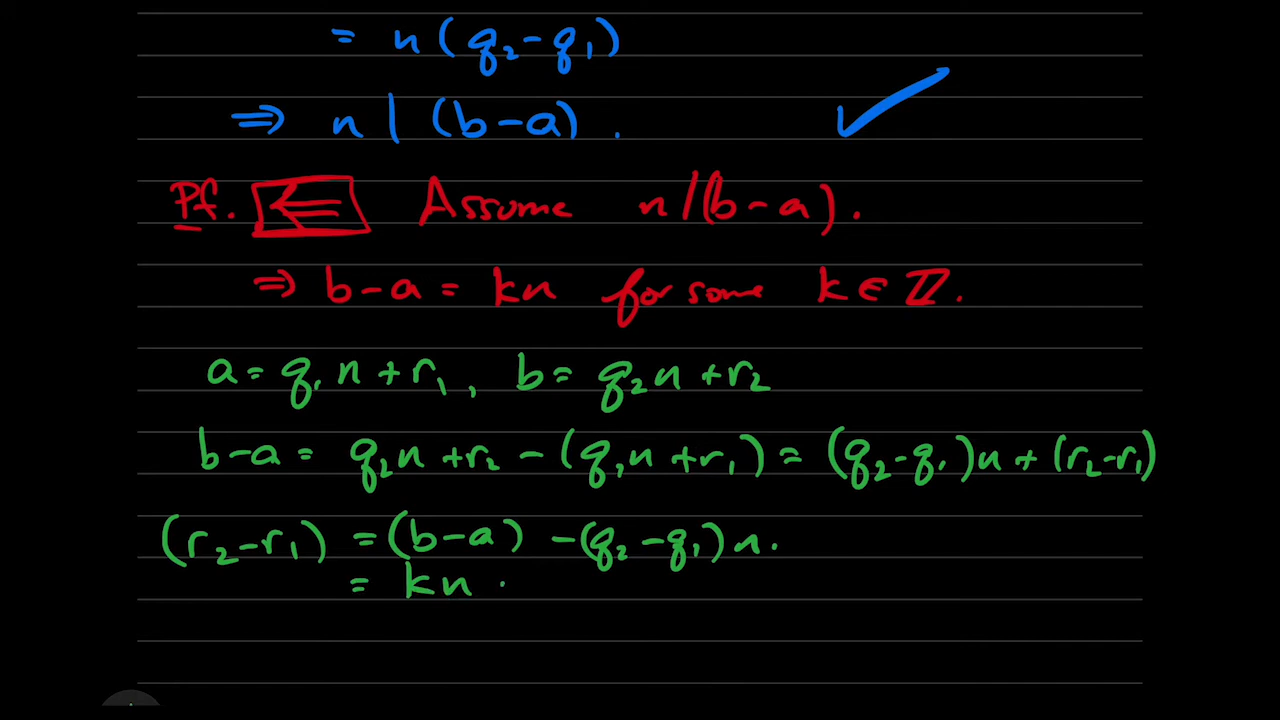 = n(q₂-q₁)
⇒ n | (b-a).
Pf. ⇐ Assume n|(b-a).
⇒ b-a = kn for some k ∈ ℤ.
a = q₁n+r₁, b = q₂n+r₂
b-a = q₂n+r₂ - (q₁n+r₁) = (q₂-q₁)n+(r₂-r₁)
(r₂-r₁) = (b-a) - (q₂-q₁)n.
= kn ·